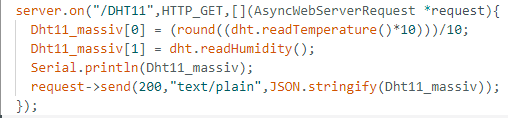 server.on("/DHT11",HTTP_GET,[](AsyncWebServerRequest *request){
Dht11_massiv[0] = (round((dht.readTemperature()*10)))/10;
Dht11_massiv[1] = dht.readHumidity();
Serial.println(Dht11_massiv);
request->send(200,"text/plain",JSON.stringify(Dht11_massiv));
});